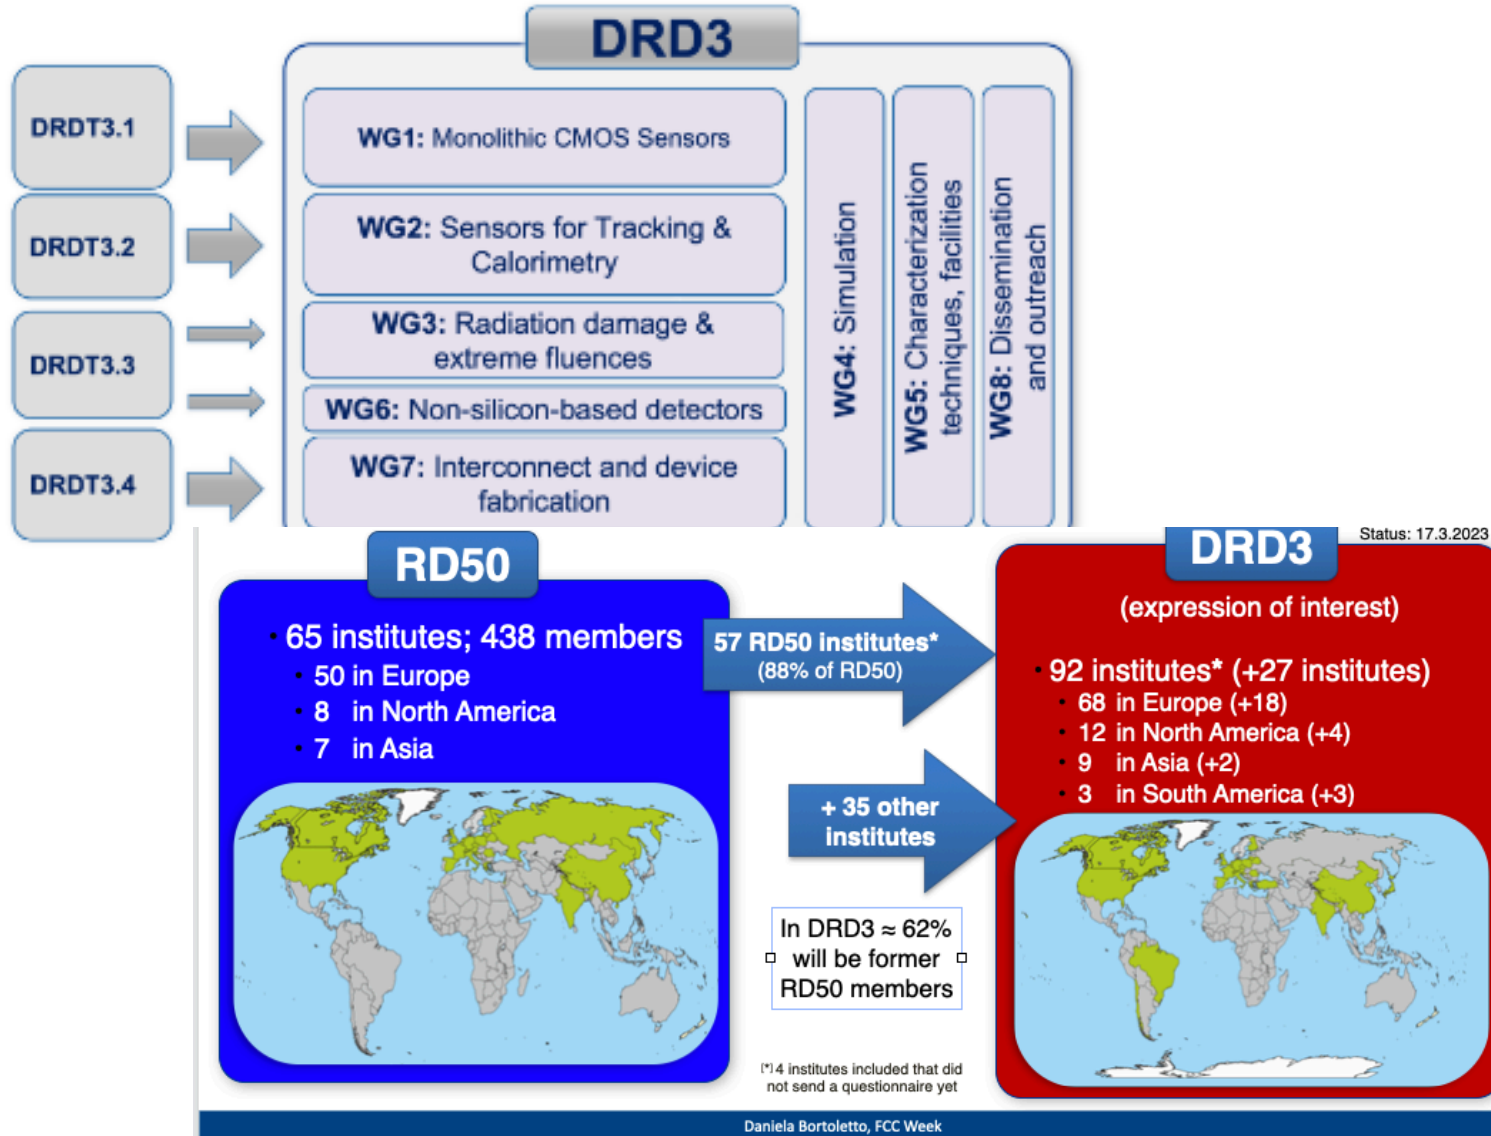 DRD3
DRDT3.1
DRDT3.2
DRDT3.3
DRDT3.4
WG1: Monolithic CMOS Sensors
WG2: Sensors for Tracking &
Calorimetry
WG3: Radiation damage &
extreme fluences
WG6: Non-silicon-based detectors
WG7: Interconnect and device
fabrication
WG4: Simulation
WG5: Characterization
techniques, facilities
WG8: Dissemination
and outreach
Status: 17.3.2023
RD50
• 65 institutes; 438 members
• 50 in Europe
• 8 in North America
• 7 in Asia
57 RD50 institutes*
(88% of RD50)
+ 35 other
institutes
In DRD3 ≈ 62%
will be former
RD50 members
[*] 4 institutes included that did
not send a questionnaire yet
DRD3
(expression of interest)
• 92 institutes* (+27 institutes)
• 68 in Europe (+18)
• 12 in North America (+4)
• 9 in Asia (+2)
• 3 in South America (+3)
Daniela Bortoletto, FCC Week